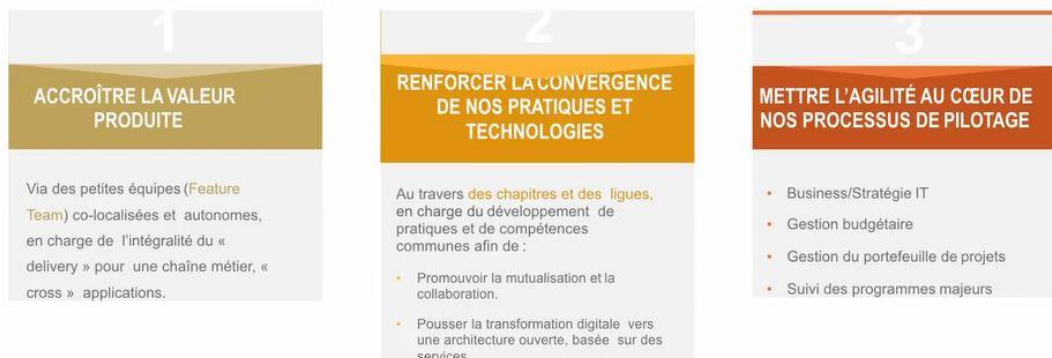 1
ACCROÎTRE LA VALEUR
PRODUITE
Via des petites équipes (Feature
Team) co-localisées et autonomes,
en charge de l'intégralité du «
delivery » pour une chaîne métier, «
cross » applications.
2
RENFORCER LA CONVERGENCE
DE NOS PRATIQUES ET
TECHNOLOGIES
Au travers des chapitres et des ligues,
en charge du développement de
pratiques et de compétences
communes afin de :
• Promouvoir la mutualisation et la
collaboration.
• Pousser la transformation digitale vers
une architecture ouverte, basée sur des
services
3
METTRE L'AGILITÉ AU CŒUR DE
NOS PROCESSUS DE PILOTAGE
• Business/Stratégie IT
• Gestion budgétaire
• Gestion du portefeuille de projets
• Suivi des programmes majeurs